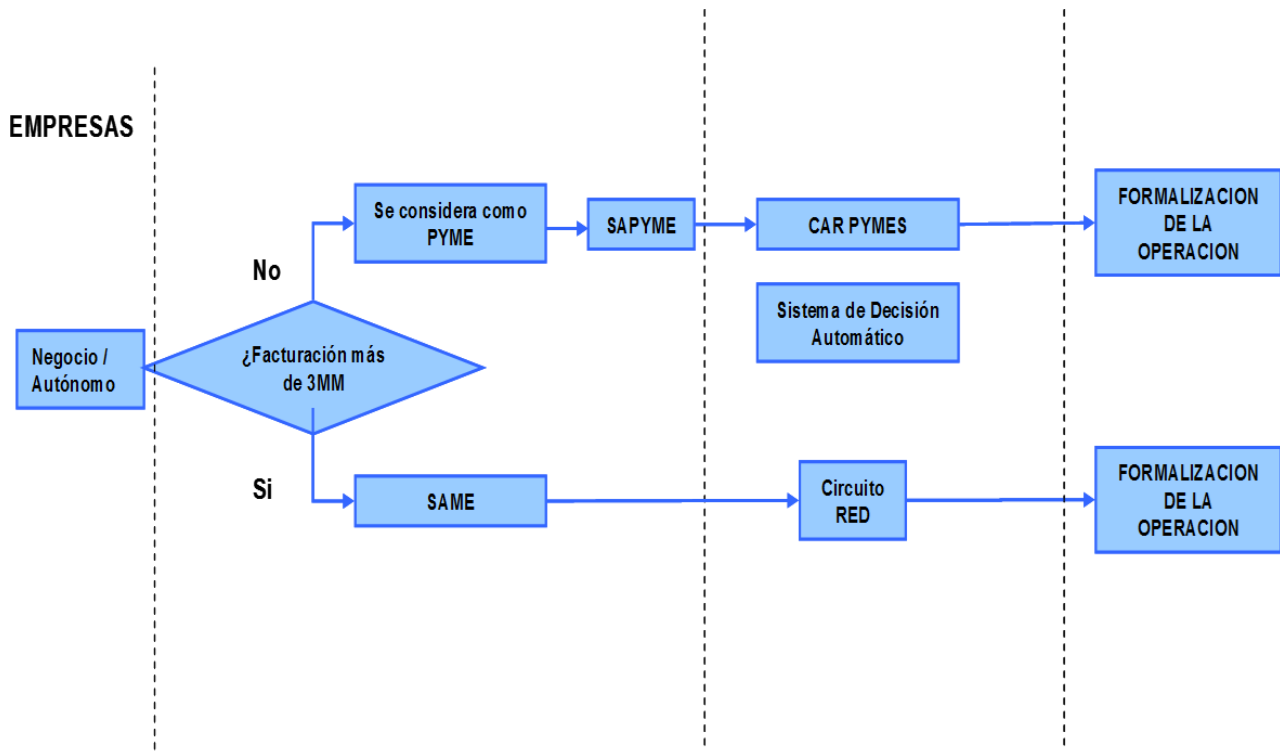 EMPRESAS
Se considera como
PYME
SAPYME
CAR PYMES
FORMALIZACION
DE LA
OPERACION
No
Sistema de Decisión
Automático
Negocio /
Autónomo
¿Facturación más
de 3MM
Si
SAME
Circuito
RED
FORMALIZACION
DE LA
OPERACION